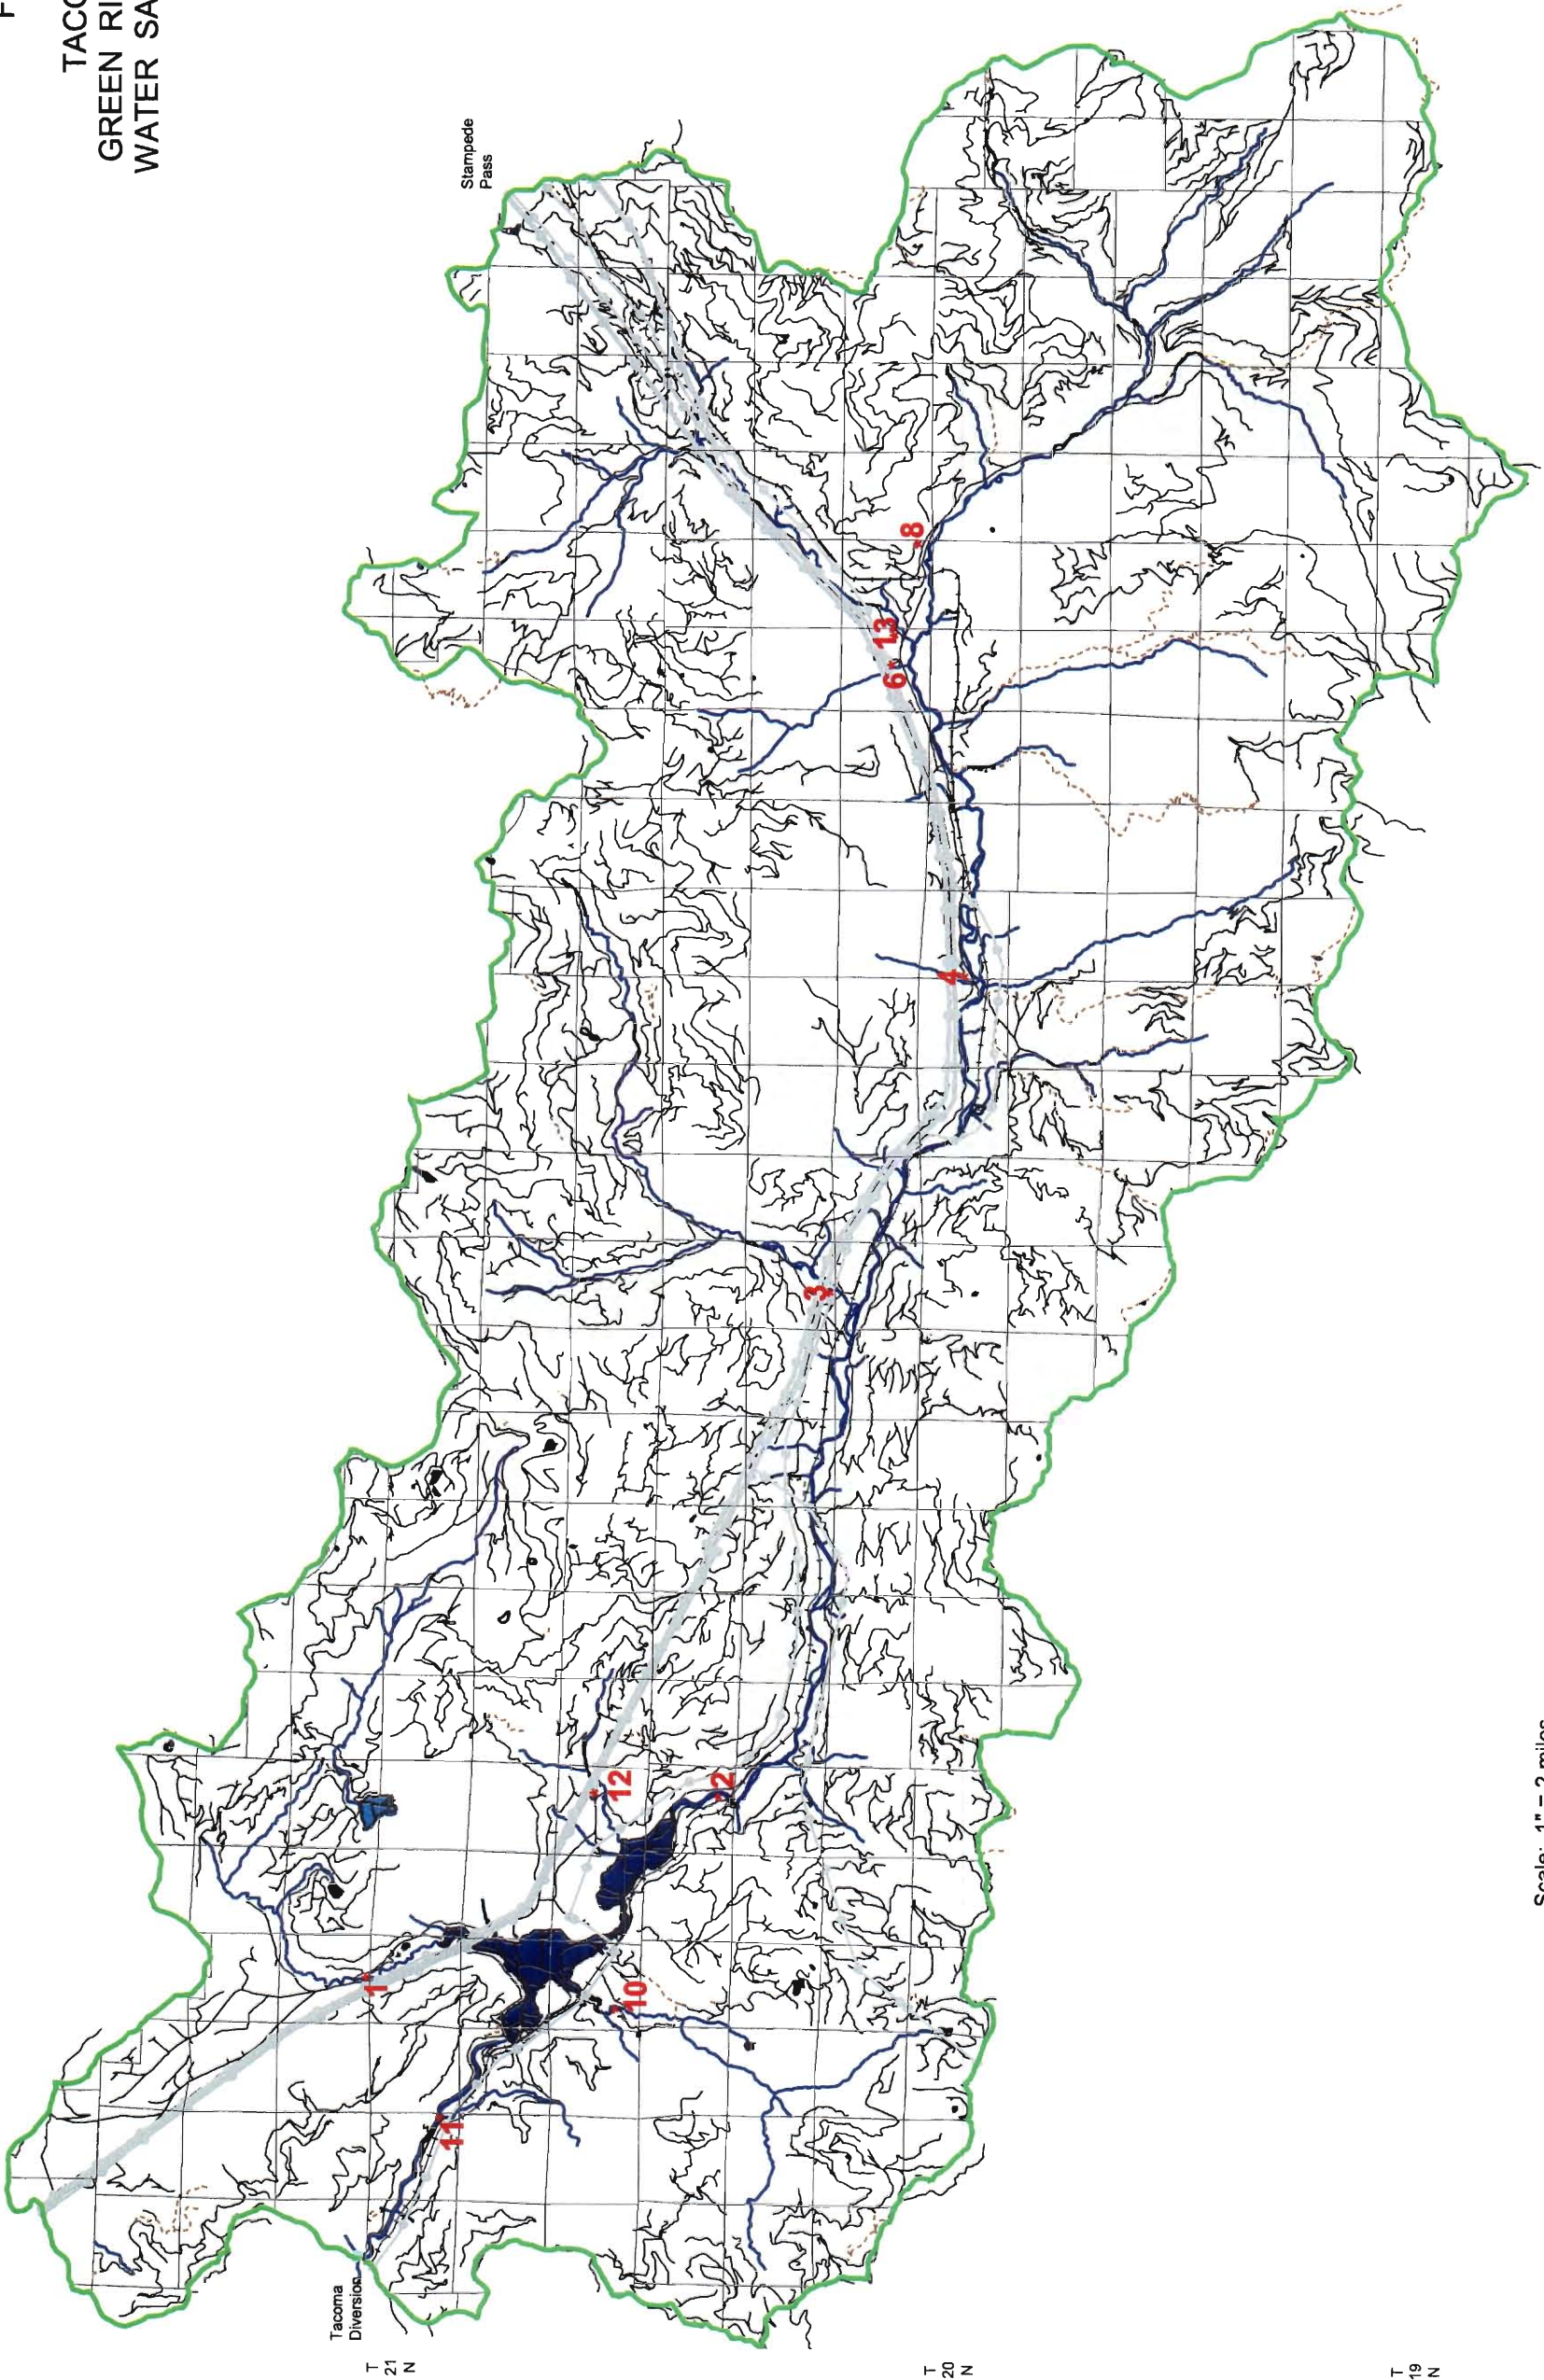 F
TACO
GREEN RI
WATER SA
Stampede
Pass
8
13
6
4
3
12
2
1
10
11
Tacoma
Diversion
T
21
N
T
20
N
T
19
N
Scale: 1" = 2 miles